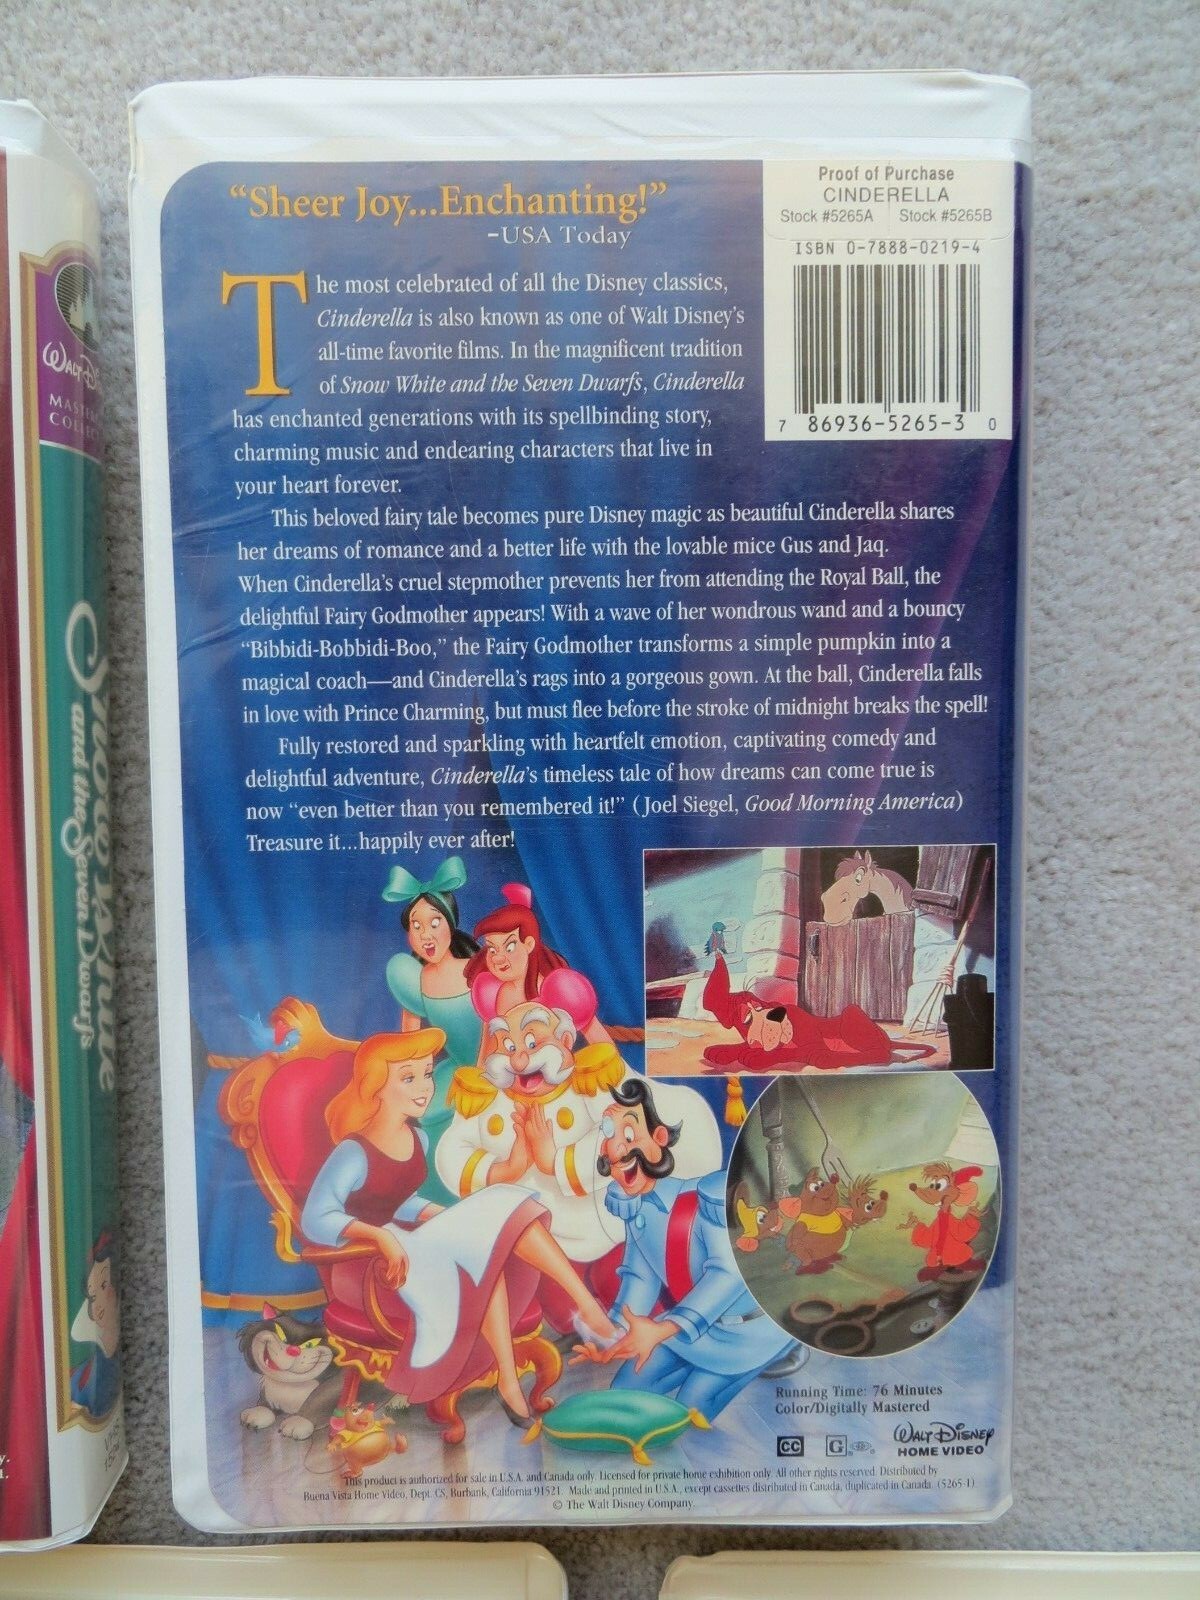 "Sheer Joy...Enchanting!"
-USA Today
Proof of Purchase
CINDERELLA
Stock #5265A Stock #5265B
ISBN 0-7888-0219-4
7 86936-5265-3 0
The most celebrated of all the Disney classics,
Cinderella is also known as one of Walt Disney's
all-time favorite films. In the magnificent tradition
of Snow White and the Seven Dwarfs, Cinderella
has enchanted generations with its spellbinding story,
charming music and endearing characters that live in
your heart forever.
This beloved fairy tale becomes pure Disney magic as beautiful Cinderella shares
her dreams of romance and a better life with the lovable mice Gus and Jaq.
When Cinderella's cruel stepmother prevents her from attending the Royal Ball, the
delightful Fairy Godmother appears! With a wave of her wondrous wand and a bouncy
"Bibbidi-Bobbidi-Boo," the Fairy Godmother transforms a simple pumpkin into a
magical coach—and Cinderella's rags into a gorgeous gown. At the ball, Cinderella falls
in love with Prince Charming, but must flee before the stroke of midnight breaks the spell!
Fully restored and sparkling with heartfelt emotion, captivating comedy and
delightful adventure, Cinderella's timeless tale of how dreams can come true is
now "even better than you remembered it!" (Joel Siegel, Good Morning America)
Treasure it...happily ever after!
Running Time: 76 Minutes
Color/Digitally Mastered
CC G WALT DISNEY
HOME VIDEO
This product is authorized for sale in U.S.A. and Canada only. Licensed for private home exhibition only. All other rights reserved. Distributed by
Buena Vista Home Video, Dept. CS, Burbank, California 91521. Made and printed in U.S.A., except cassettes distributed in Canada, duplicated in Canada. (5265-1)
© The Walt Disney Company
WALT
Snow White
and the Seven Dwarfs